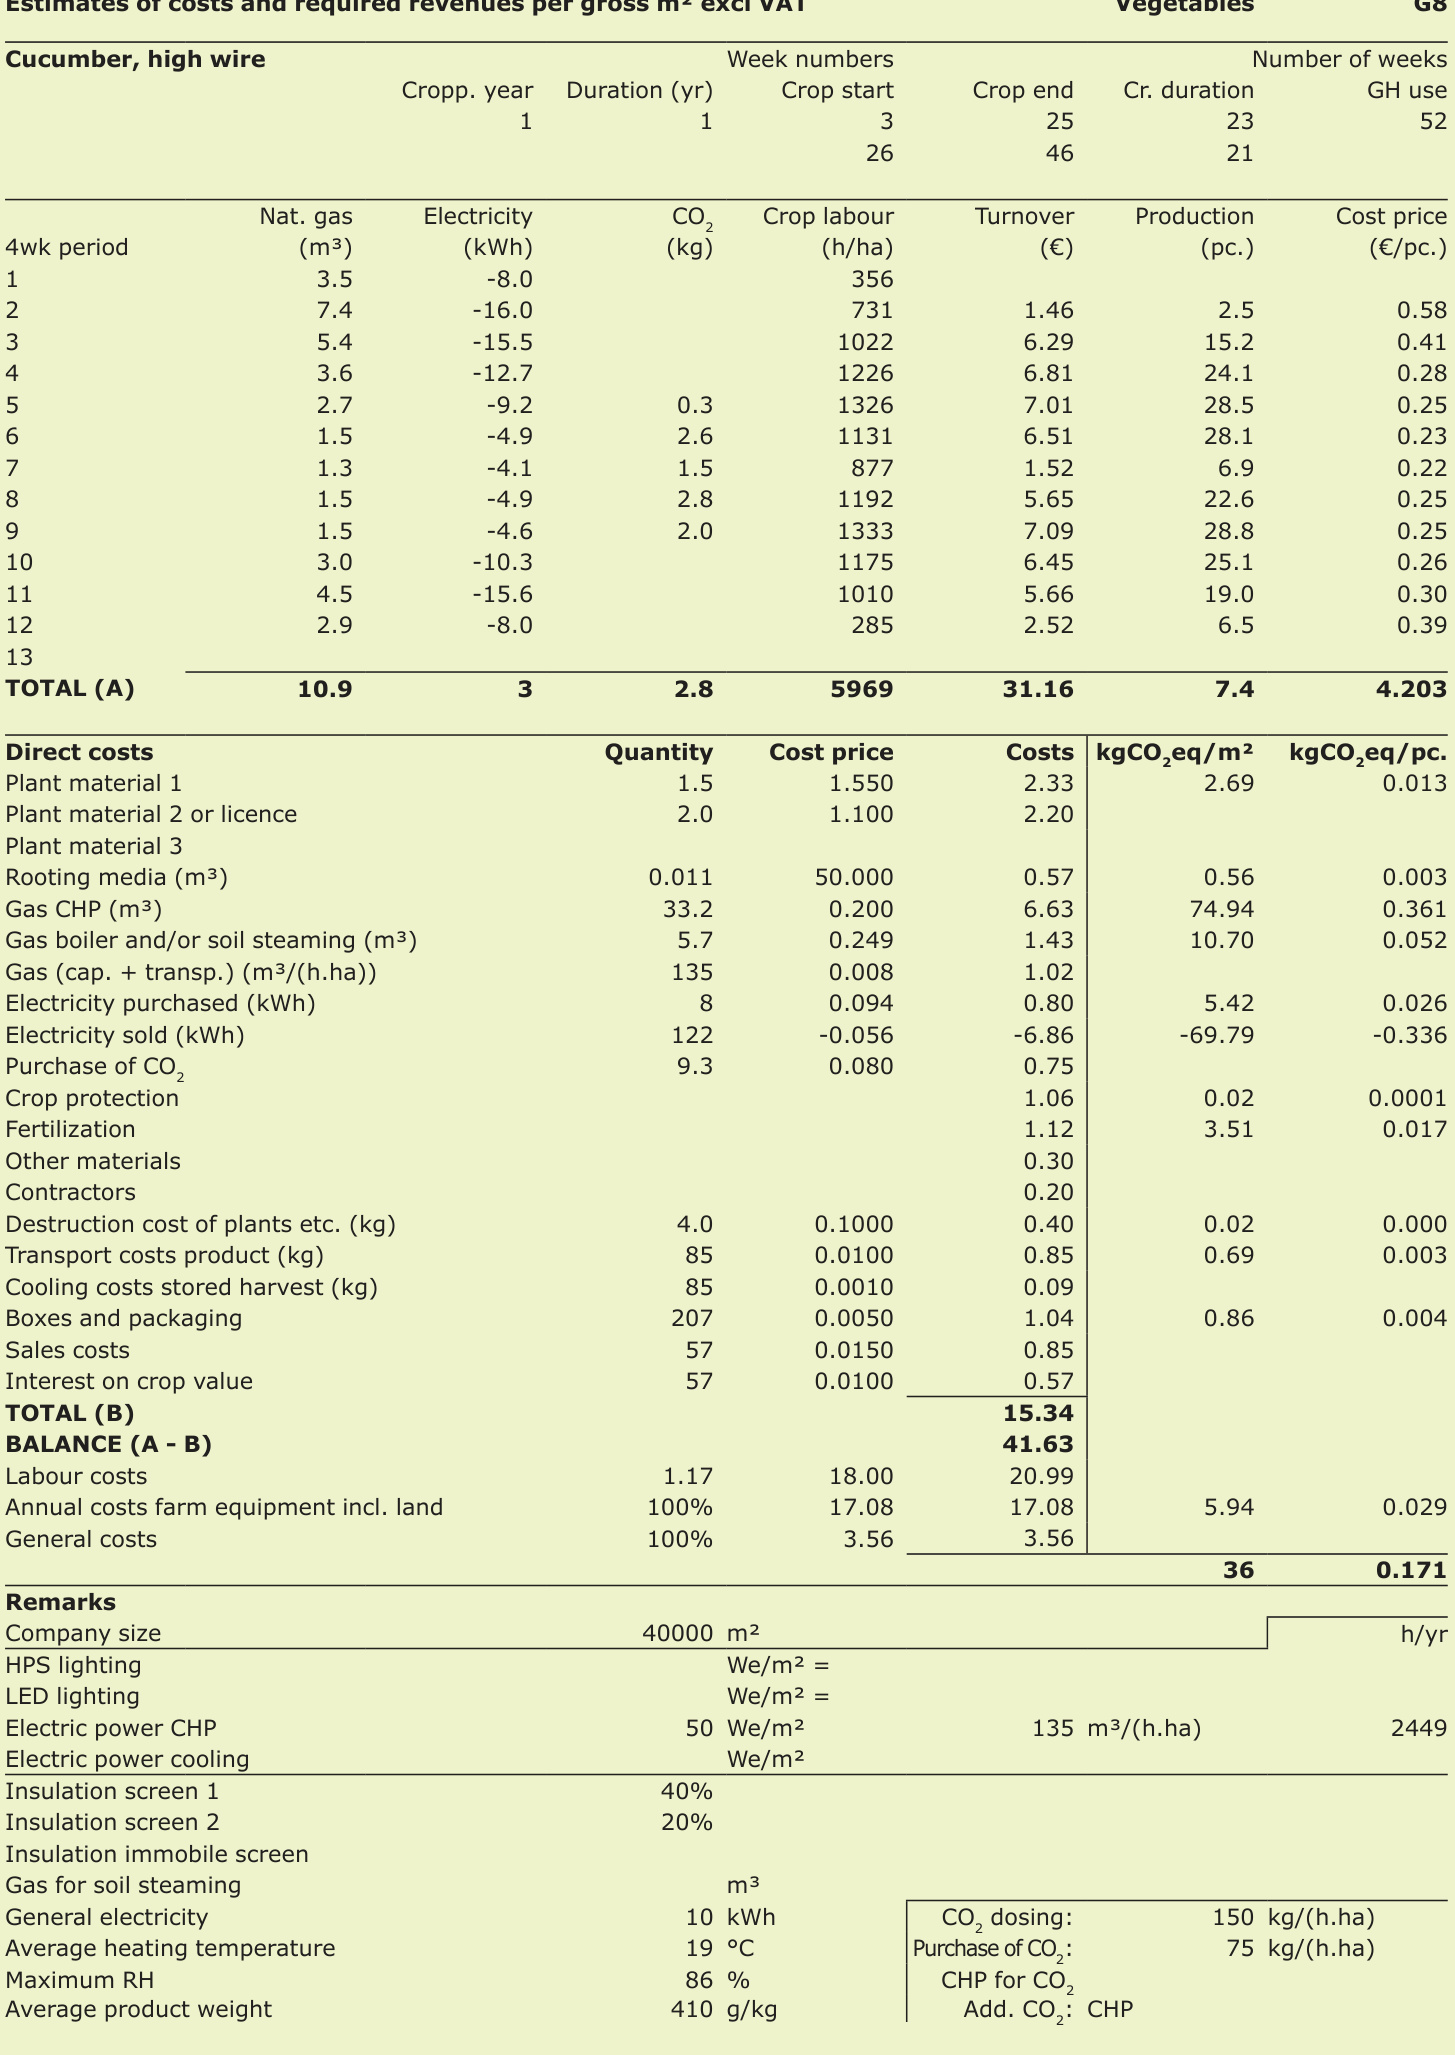 Estimates of costs and required revenues per gross m² excl VAT Vegetables G8
Cucumber, high wire Week numbers Number of weeks
Cropp. year Duration (yr) Crop start Crop end Cr. duration GH use
1 1 3 25 23 52
26 46 21
Nat. gas Electricity CO₂ Crop labour Turnover Production Cost price
4wk period (m³) (kWh) (kg) (h/ha) (€) (pc.) (€/pc.)
1 3.5 -8.0 356
2 7.4 -16.0 731 1.46 2.5 0.58
3 5.4 -15.5 1022 6.29 15.2 0.41
4 3.6 -12.7 1226 6.81 24.1 0.28
5 2.7 -9.2 0.3 1326 7.01 28.5 0.25
6 1.5 -4.9 2.6 1131 6.51 28.1 0.23
7 1.3 -4.1 1.5 877 1.52 6.9 0.22
8 1.5 -4.9 2.8 1192 5.65 22.6 0.25
9 1.5 -4.6 2.0 1333 7.09 28.8 0.25
10 3.0 -10.3 1175 6.45 25.1 0.26
11 4.5 -15.6 1010 5.66 19.0 0.30
12 2.9 -8.0 285 2.52 6.5 0.39
13
TOTAL (A) 10.9 3 2.8 5969 31.16 7.4 4.203
Direct costs Quantity Cost price Costs kgCO₂eq/m² kgCO₂eq/pc.
Plant material 1 1.5 1.550 2.33 2.69 0.013
Plant material 2 or licence 2.0 1.100 2.20
Plant material 3
Rooting media (m³) 0.011 50.000 0.57 0.56 0.003
Gas CHP (m³) 33.2 0.200 6.63 74.94 0.361
Gas boiler and/or soil steaming (m³) 5.7 0.249 1.43 10.70 0.052
Gas (cap. + transp.) (m³/(h.ha)) 135 0.008 1.02
Electricity purchased (kWh) 8 0.094 0.80 5.42 0.026
Electricity sold (kWh) 122 -0.056 -6.86 -69.79 -0.336
Purchase of CO₂ 9.3 0.080 0.75
Crop protection 1.06 0.02 0.0001
Fertilization 1.12 3.51 0.017
Other materials 0.30
Contractors 0.20
Destruction cost of plants etc. (kg) 4.0 0.1000 0.40 0.02 0.000
Transport costs product (kg) 85 0.0100 0.85 0.69 0.003
Cooling costs stored harvest (kg) 85 0.0010 0.09
Boxes and packaging 207 0.0050 1.04 0.86 0.004
Sales costs 57 0.0150 0.85
Interest on crop value 57 0.0100 0.57
TOTAL (B) 15.34
BALANCE (A - B) 41.63
Labour costs 1.17 18.00 20.99
Annual costs farm equipment incl. land 100% 17.08 17.08 5.94 0.029
General costs 100% 3.56 3.56
36 0.171
Remarks
Company size 40000 m² h/yr
HPS lighting We/m² =
LED lighting We/m² =
Electric power CHP 50 We/m² 135 m³/(h.ha) 2449
Electric power cooling We/m²
Insulation screen 1 40%
Insulation screen 2 20%
Insulation immobile screen
Gas for soil steaming m³
General electricity 10 kWh CO₂ dosing: 150 kg/(h.ha)
Average heating temperature 19 °C Purchase of CO₂: 75 kg/(h.ha)
Maximum RH 86 % CHP for CO₂
Average product weight 410 g/kg Add. CO₂: CHP